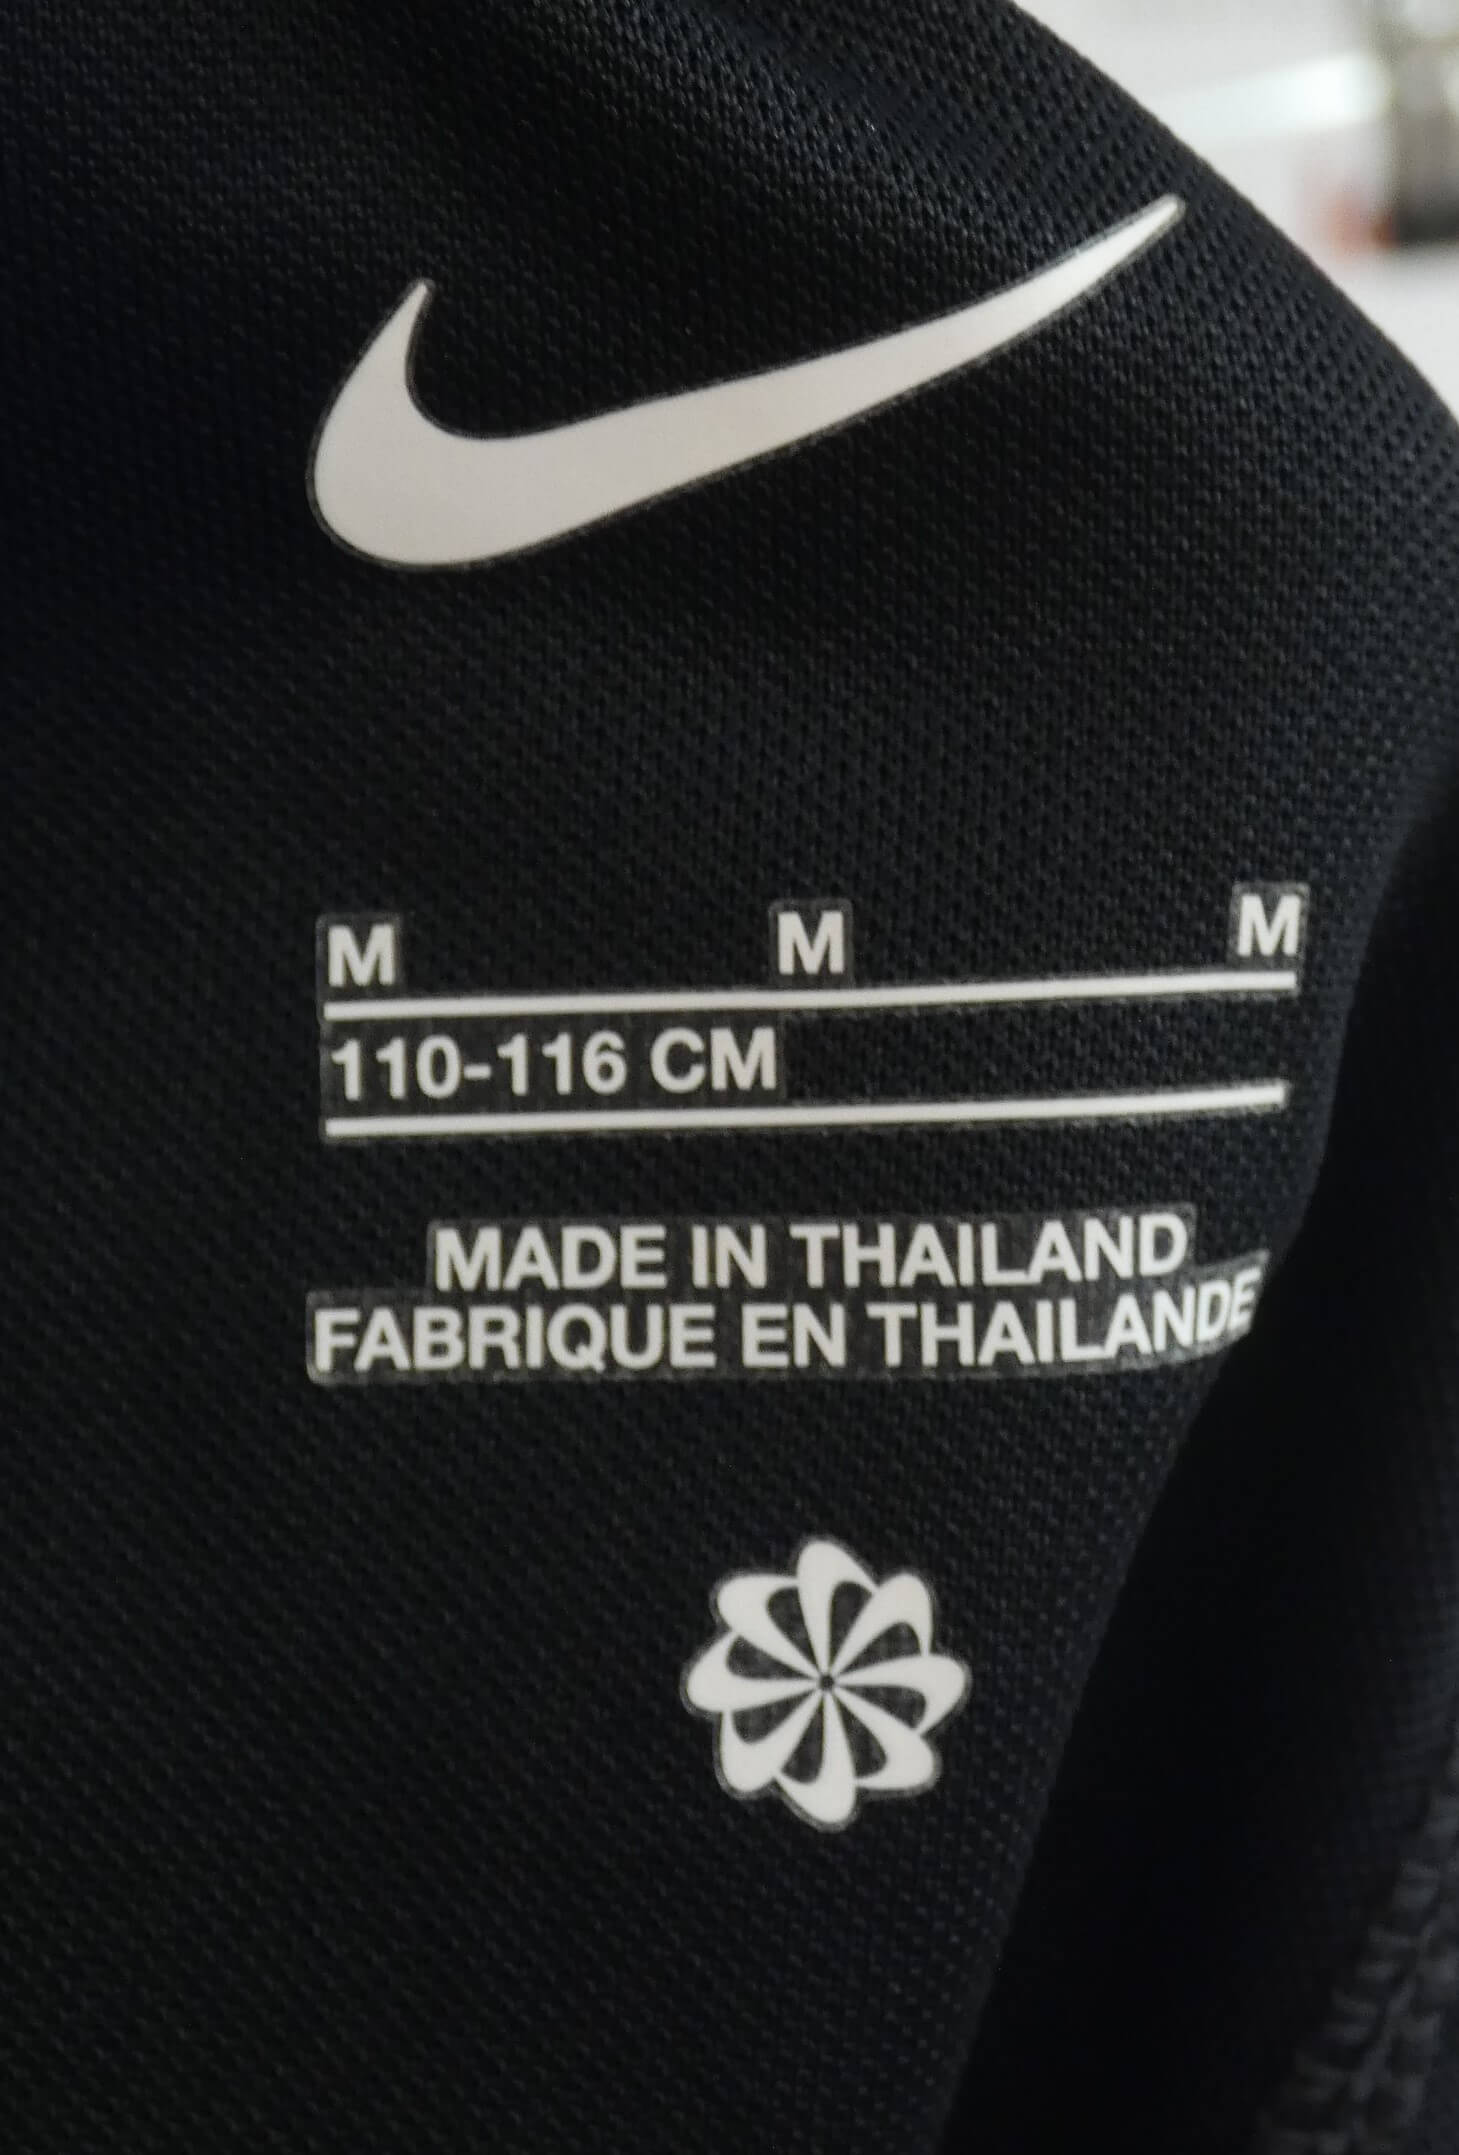 M M M
110-116 CM
MADE IN THAILAND
FABRIQUE EN THAILANDE